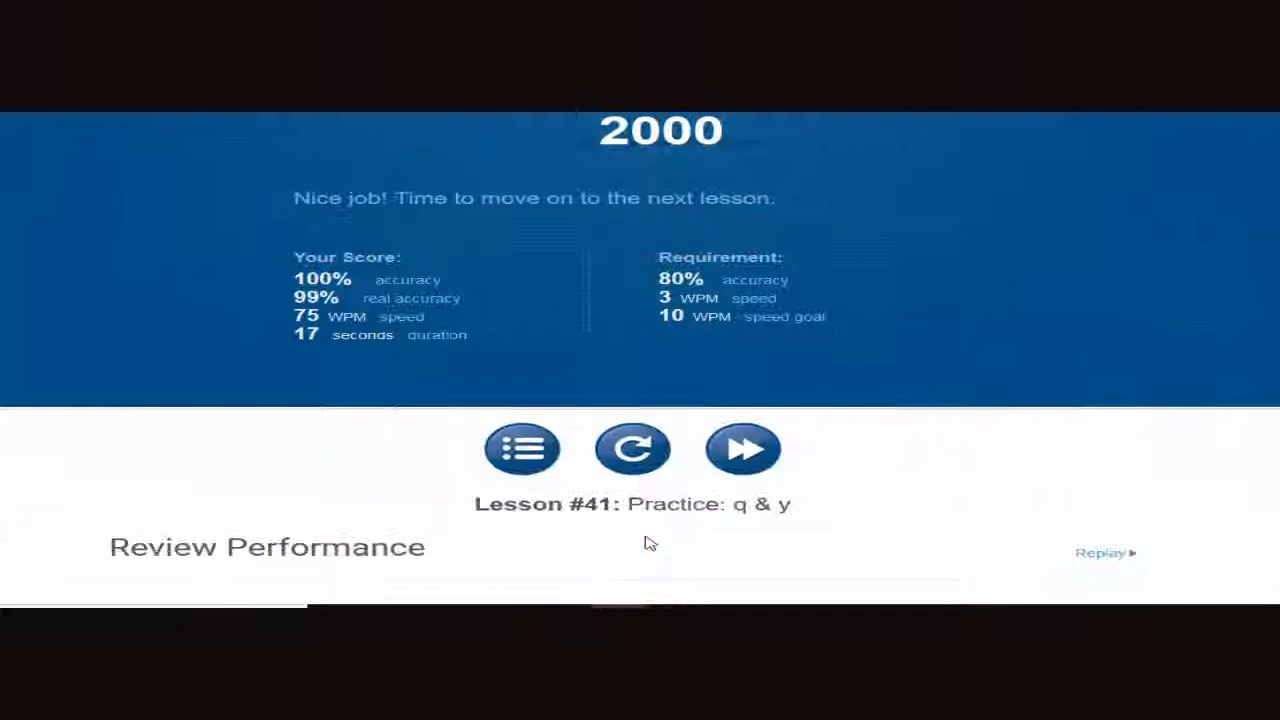 2000
Nice job! Time to move on to the next lesson.
Your Score:
100% accuracy
99% real accuracy
75 WPM speed
17 seconds duration
Requirement:
80% accuracy
3 WPM speed
10 WPM speed goal
Lesson #41: Practice: q & y
Review Performance
Replay